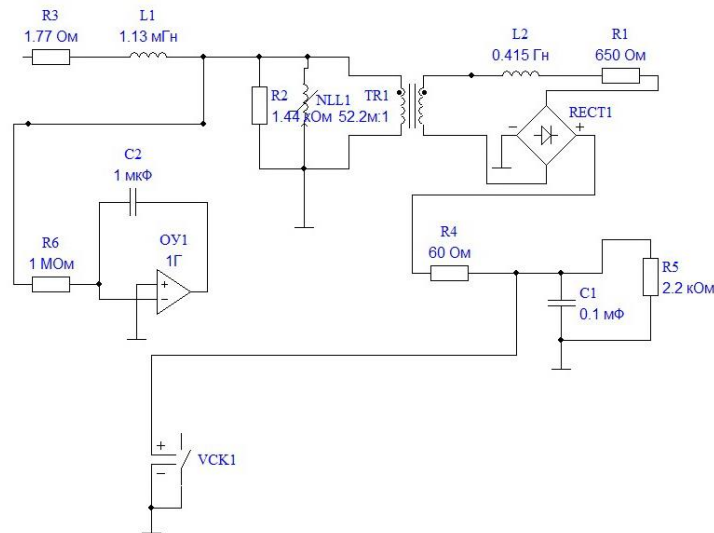 R3
1.77 Ом
L1
1.13 мГн
L2
0.415 Гн
R1
650 Ом
R2
1.44 кОм
NLL1
TR1
52.2м:1
RECT1
−
+
C2
1 мкФ
R6
1 МОм
ОУ1
1Г
+
−
R4
60 Ом
C1
0.1 мФ
R5
2.2 кОм
+
−
VCK1